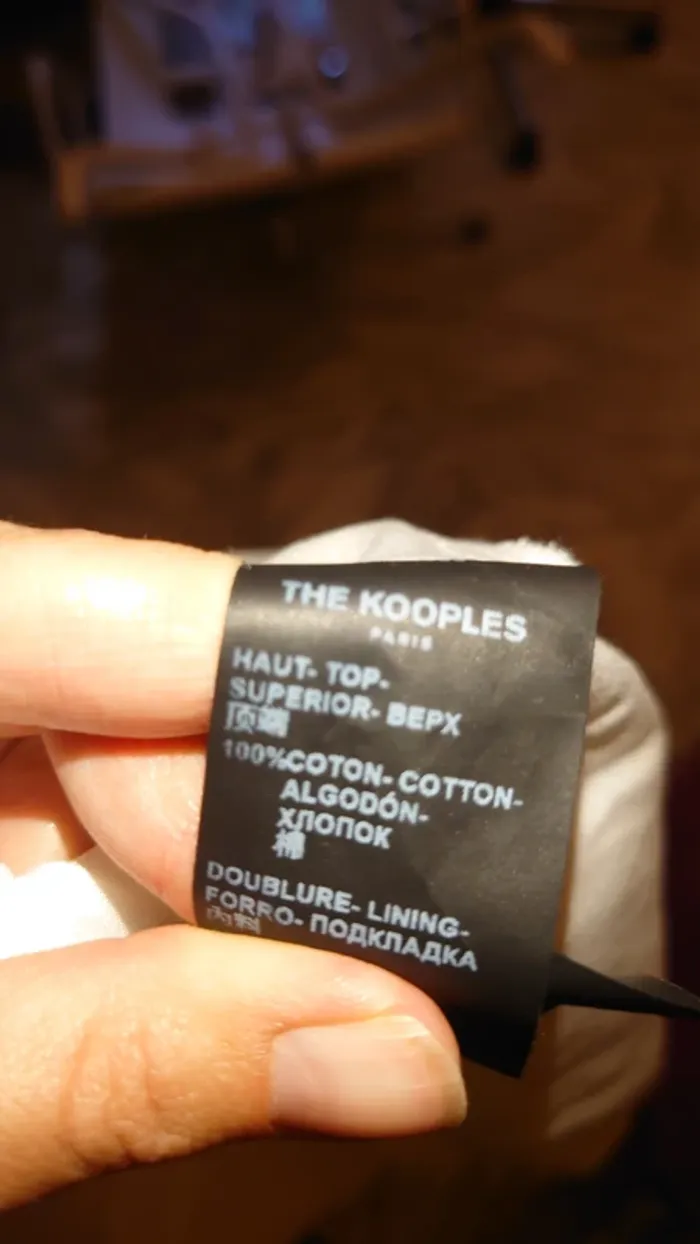 THE KOOPLES
PARIS
HAUT- TOP-
SUPERIOR- ВЕРХ
顶端
100%COTON- COTTON-
ALGODÓN-
ХЛОПОК
棉
DOUBLURE- LINING-
FORRO- ПОДКЛАДКА
内料